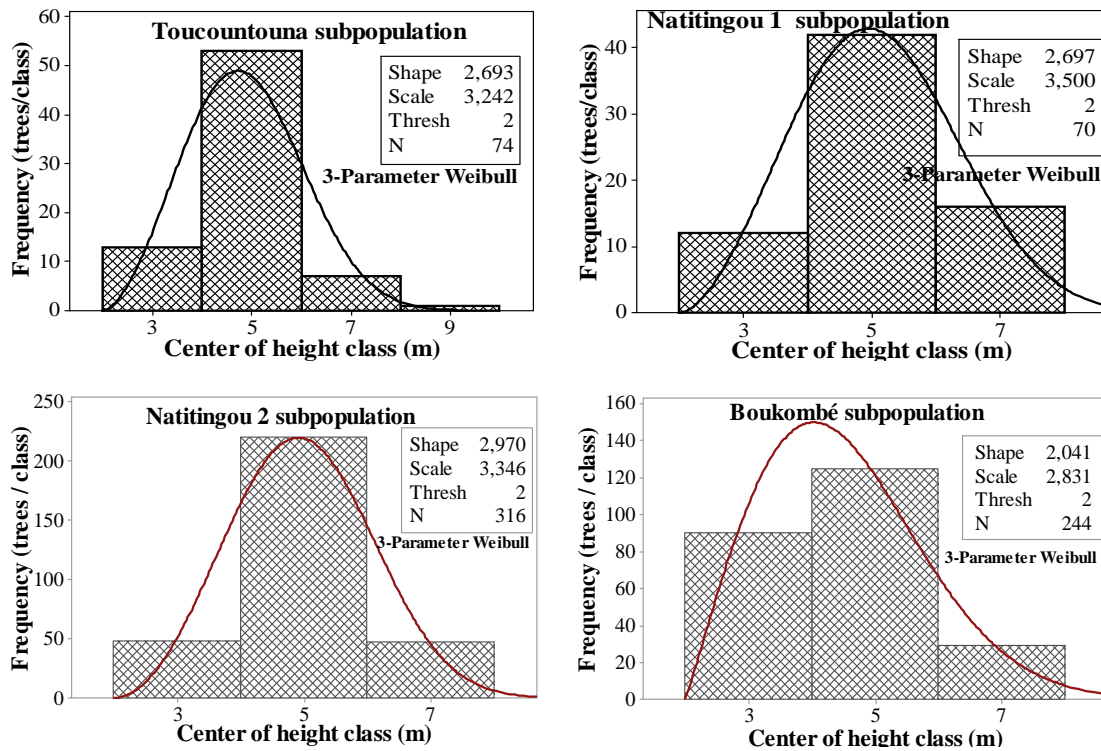 Toucountouna subpopulation
Frequency (trees/class)
60
50
40
30
20
10
0
Shape 2,693
Scale 3,242
Thresh 2
N 74
3-Parameter Weibull
3 5 7 9
Center of height class (m)
Natitingou 1 subpopulation
Frequency (trees/class)
40
30
20
10
0
Shape 2,697
Scale 3,500
Thresh 2
N 70
3-Parameter Weibull
3 5 7
Center of height class (m)
Natitingou 2 subpopulation
Frequency (trees / class)
250
200
150
100
50
0
Shape 2,970
Scale 3,346
Thresh 2
N 316
3-Parameter Weibull
3 5 7
Center of height class (m)
Boukombé subpopulation
Frequency (trees / class)
160
140
120
100
80
60
40
20
0
Shape 2,041
Scale 2,831
Thresh 2
N 244
3-Parameter Weibull
3 5 7
Center of height class (m)